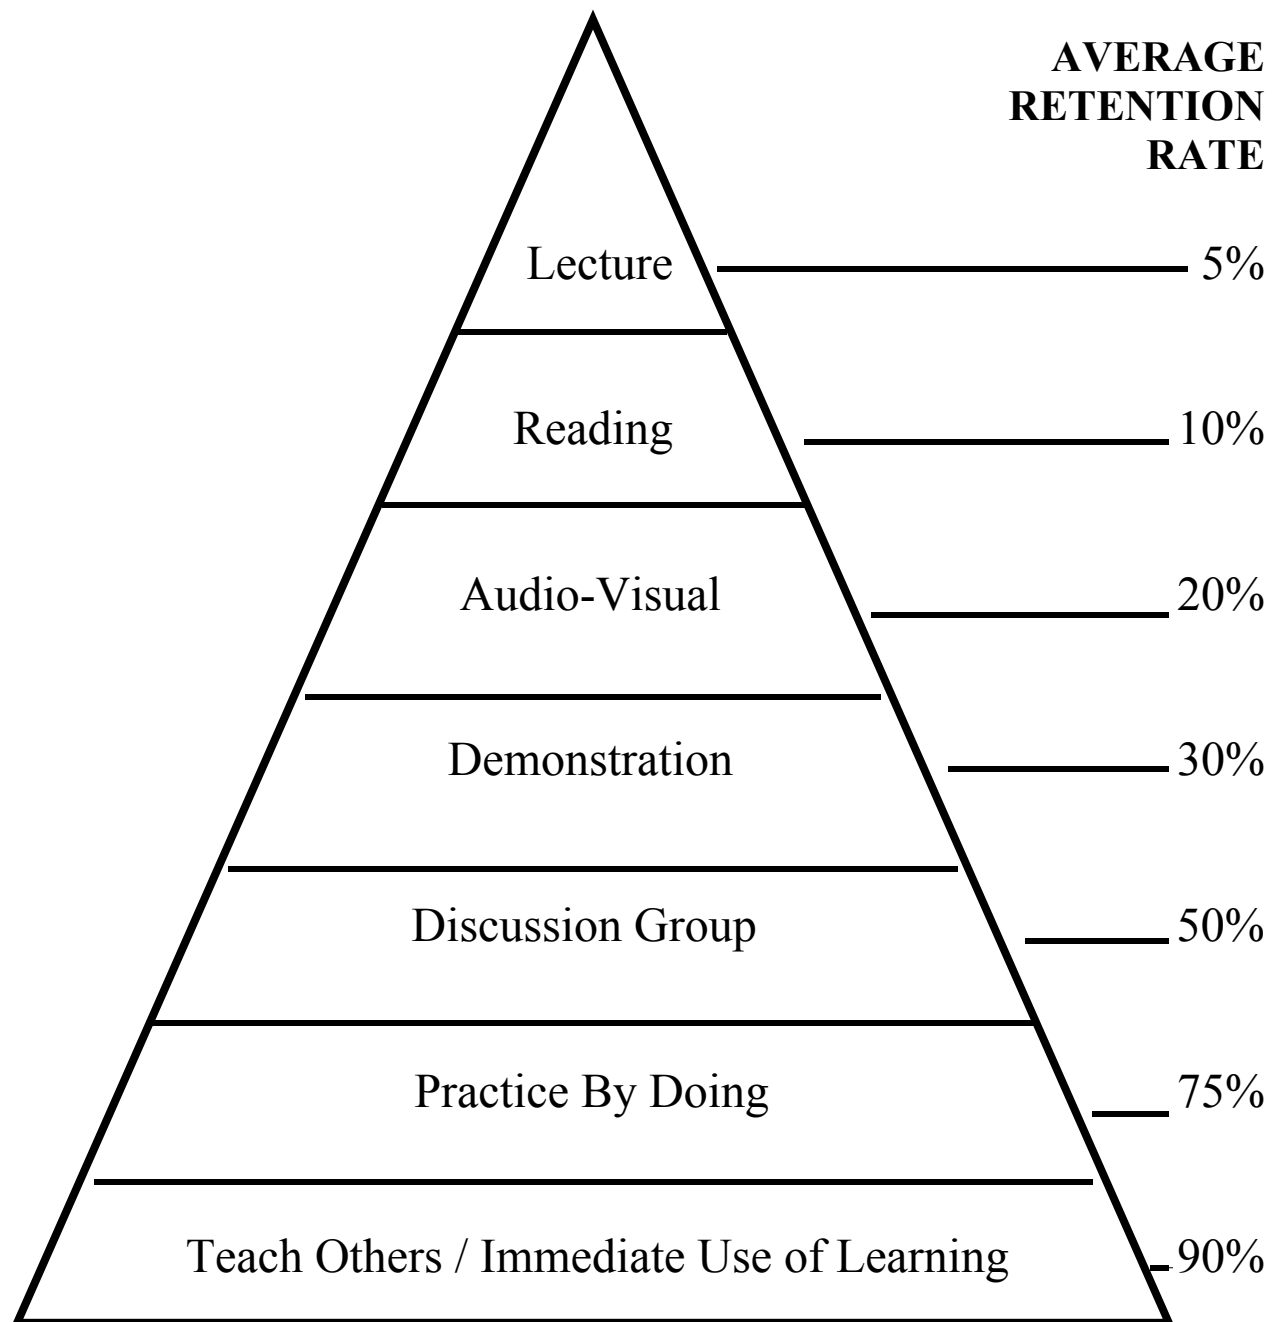 AVERAGE
RETENTION
RATE
Lecture 5%
Reading 10%
Audio-Visual 20%
Demonstration 30%
Discussion Group 50%
Practice By Doing 75%
Teach Others / Immediate Use of Learning 90%